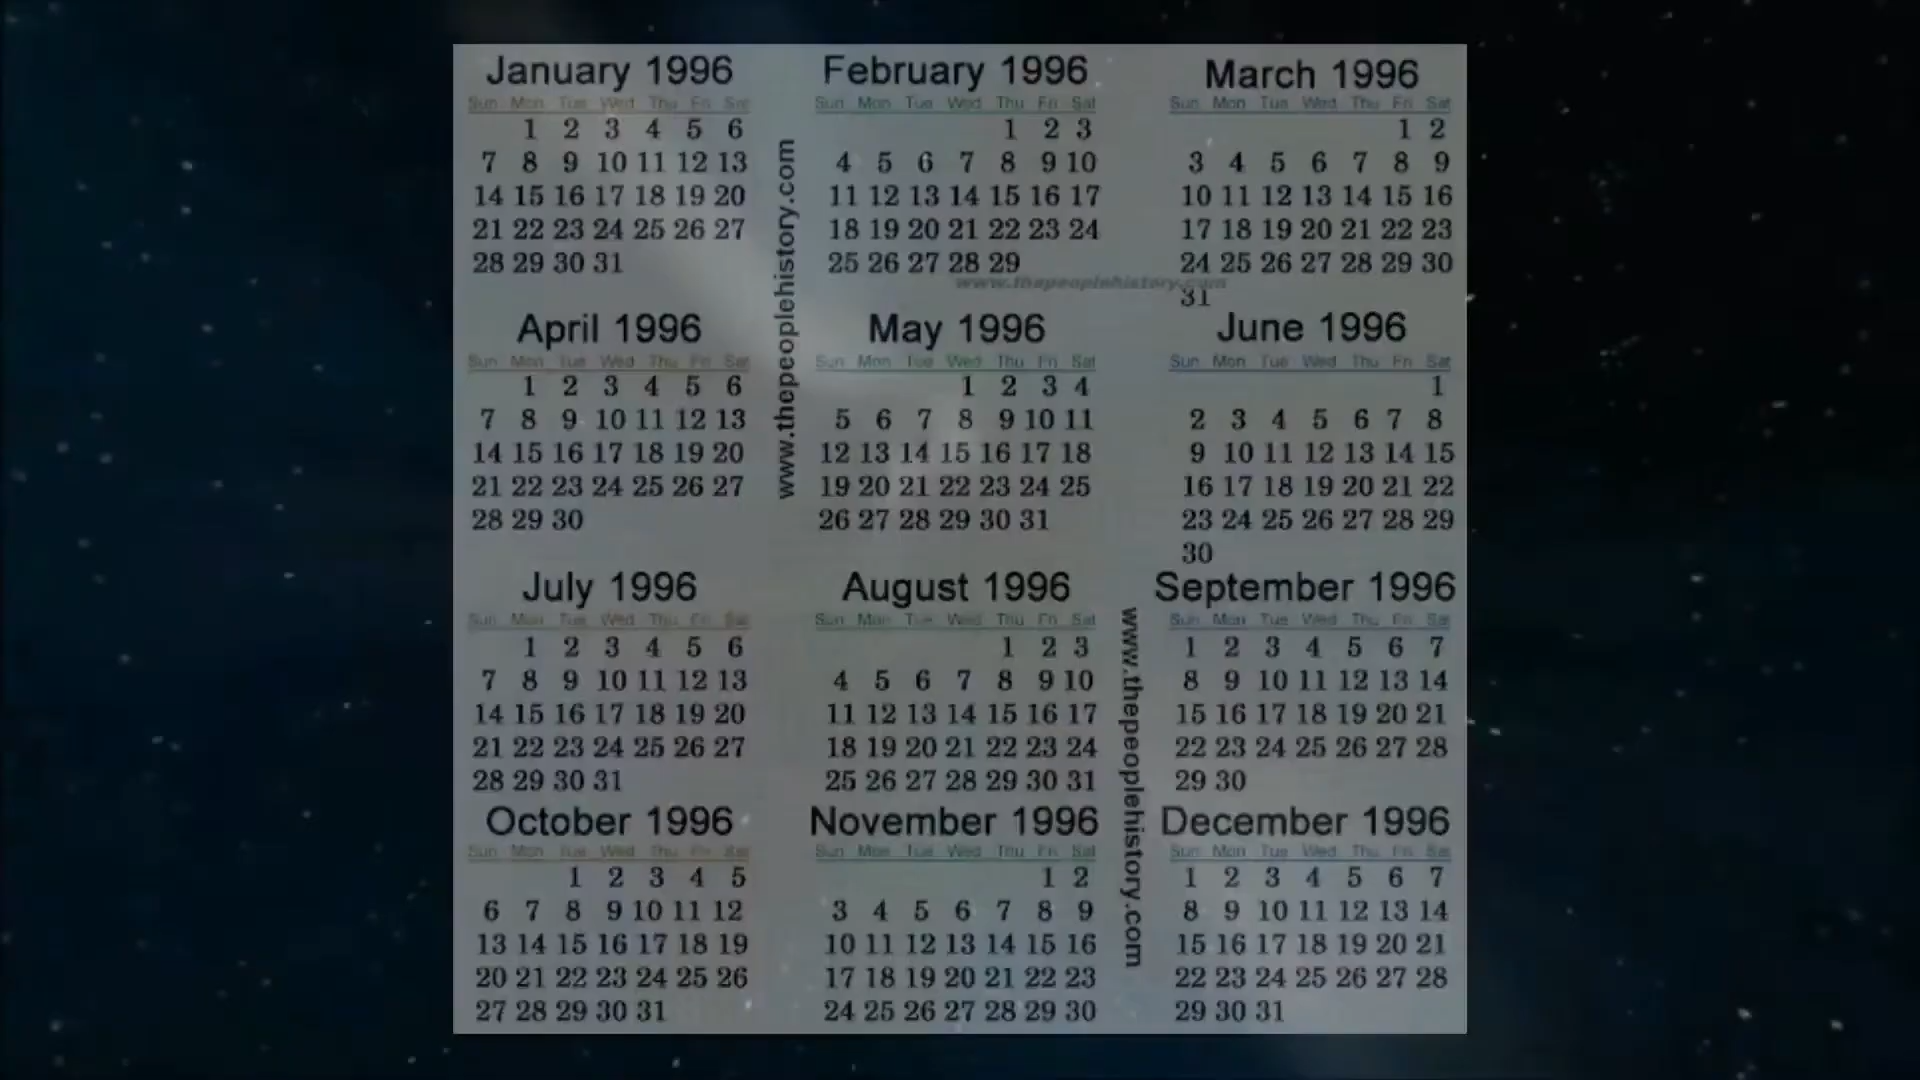 January 1996
Sun Mon Tue Wed Thu Fri Sat
1 2 3 4 5 6
7 8 9 10 11 12 13
14 15 16 17 18 19 20
21 22 23 24 25 26 27
28 29 30 31
February 1996
Sun Mon Tue Wed Thu Fri Sat
1 2 3
4 5 6 7 8 9 10
11 12 13 14 15 16 17
18 19 20 21 22 23 24
25 26 27 28 29
March 1996
Sun Mon Tue Wed Thu Fri Sat
1 2
3 4 5 6 7 8 9
10 11 12 13 14 15 16
17 18 19 20 21 22 23
24 25 26 27 28 29 30
31
www.thepeoplehistory.com
www.thepeoplehistory.com
April 1996
Sun Mon Tue Wed Thu Fri Sat
1 2 3 4 5 6
7 8 9 10 11 12 13
14 15 16 17 18 19 20
21 22 23 24 25 26 27
28 29 30
May 1996
Sun Mon Tue Wed Thu Fri Sat
1 2 3 4
5 6 7 8 9 10 11
12 13 14 15 16 17 18
19 20 21 22 23 24 25
26 27 28 29 30 31
June 1996
Sun Mon Tue Wed Thu Fri Sat
1
2 3 4 5 6 7 8
9 10 11 12 13 14 15
16 17 18 19 20 21 22
23 24 25 26 27 28 29
30
July 1996
Sun Mon Tue Wed Thu Fri Sat
1 2 3 4 5 6
7 8 9 10 11 12 13
14 15 16 17 18 19 20
21 22 23 24 25 26 27
28 29 30 31
August 1996
Sun Mon Tue Wed Thu Fri Sat
1 2 3
4 5 6 7 8 9 10
11 12 13 14 15 16 17
18 19 20 21 22 23 24
25 26 27 28 29 30 31
September 1996
Sun Mon Tue Wed Thu Fri Sat
1 2 3 4 5 6 7
8 9 10 11 12 13 14
15 16 17 18 19 20 21
22 23 24 25 26 27 28
29 30
www.thepeoplehistory.com
October 1996
Sun Mon Tue Wed Thu Fri Sat
1 2 3 4 5
6 7 8 9 10 11 12
13 14 15 16 17 18 19
20 21 22 23 24 25 26
27 28 29 30 31
November 1996
Sun Mon Tue Wed Thu Fri Sat
1 2
3 4 5 6 7 8 9
10 11 12 13 14 15 16
17 18 19 20 21 22 23
24 25 26 27 28 29 30
December 1996
Sun Mon Tue Wed Thu Fri Sat
1 2 3 4 5 6 7
8 9 10 11 12 13 14
15 16 17 18 19 20 21
22 23 24 25 26 27 28
29 30 31